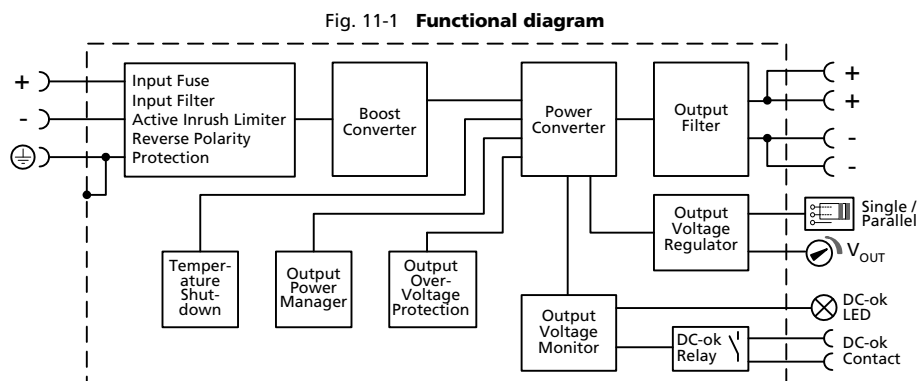 Fig. 11-1 Functional diagram
+
-
Input Fuse
Input Filter
Active Inrush Limiter
Reverse Polarity
Protection
Boost
Converter
Power
Converter
Output
Filter
+
+
-
-
Output
Voltage
Regulator
Single /
Parallel
VOUT
Temper-
ature
Shut-
down
Output
Power
Manager
Output
Over-
Voltage
Protection
Output
Voltage
Monitor
DC-ok
LED
DC-ok
Relay
DC-ok
Contact